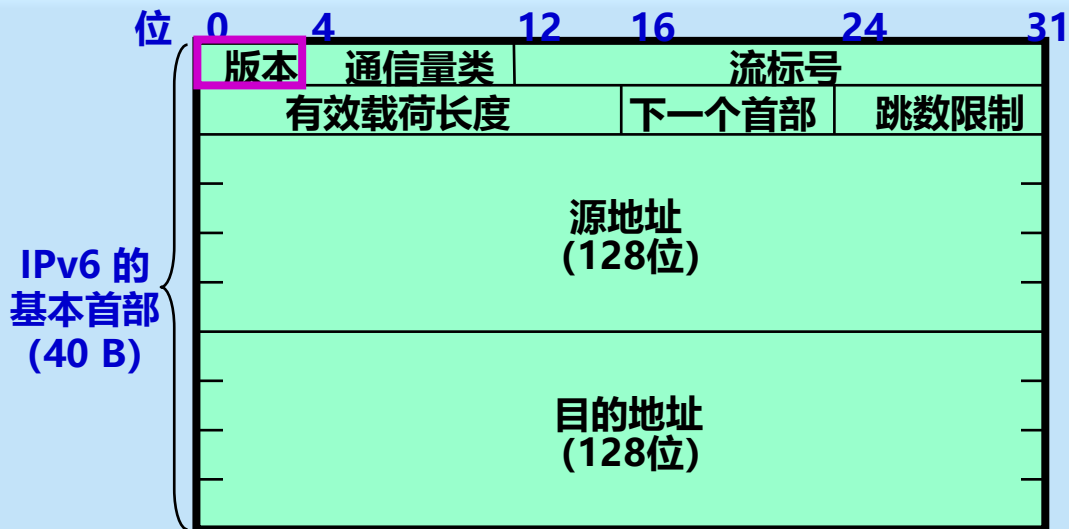 位 0 4 12 16 24 31
版本 通信量类 流标号
有效载荷长度 下一个首部 跳数限制
源地址
(128位)
IPv6 的
基本首部
(40 B)
目的地址
(128位)